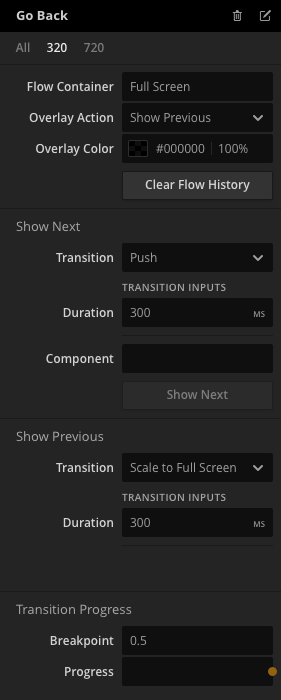 Go Back
All 320 720
Flow Container Full Screen
Overlay Action Show Previous
Overlay Color #000000 100%
Clear Flow History
Show Next
Transition Push
TRANSITION INPUTS
Duration 300 MS
Component
Show Next
Show Previous
Transition Scale to Full Screen
TRANSITION INPUTS
Duration 300 MS
Transition Progress
Breakpoint 0.5
Progress